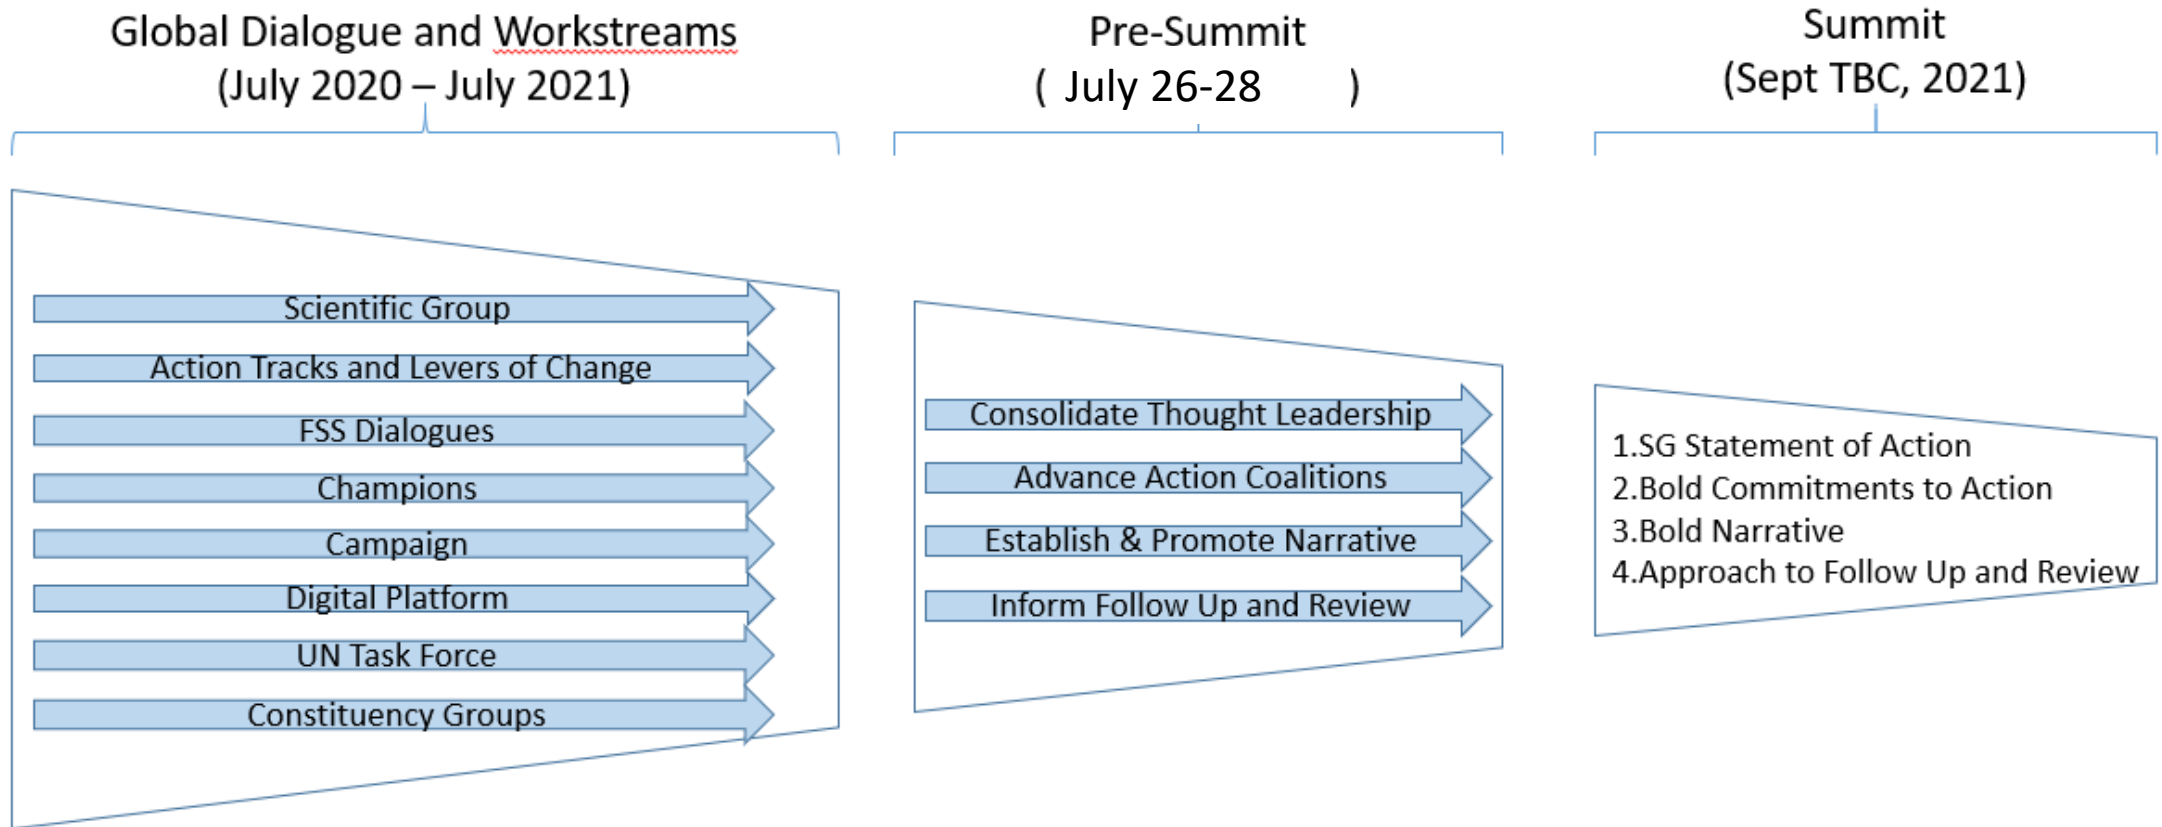 Global Dialogue and Workstreams
(July 2020 – July 2021)
Scientific Group
Action Tracks and Levers of Change
FSS Dialogues
Champions
Campaign
Digital Platform
UN Task Force
Constituency Groups
Pre-Summit
( July 26-28 )
Consolidate Thought Leadership
Advance Action Coalitions
Establish & Promote Narrative
Inform Follow Up and Review
Summit
(Sept TBC, 2021)
1.SG Statement of Action
2.Bold Commitments to Action
3.Bold Narrative
4.Approach to Follow Up and Review